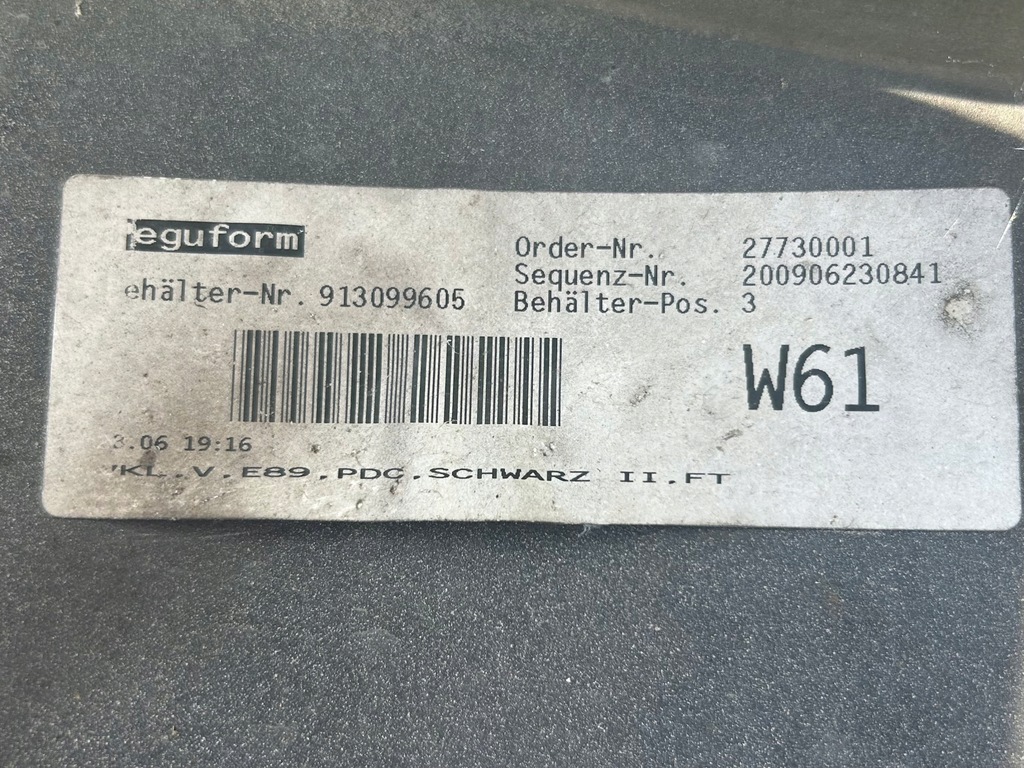 eguform
Order-Nr. 27730001
Sequenz-Nr. 200906230841
ehälter-Nr. 913099605
Behälter-Pos. 3
W61
3.06 19:16
KL.V.E89.PDC.SCHWARZ II.FT